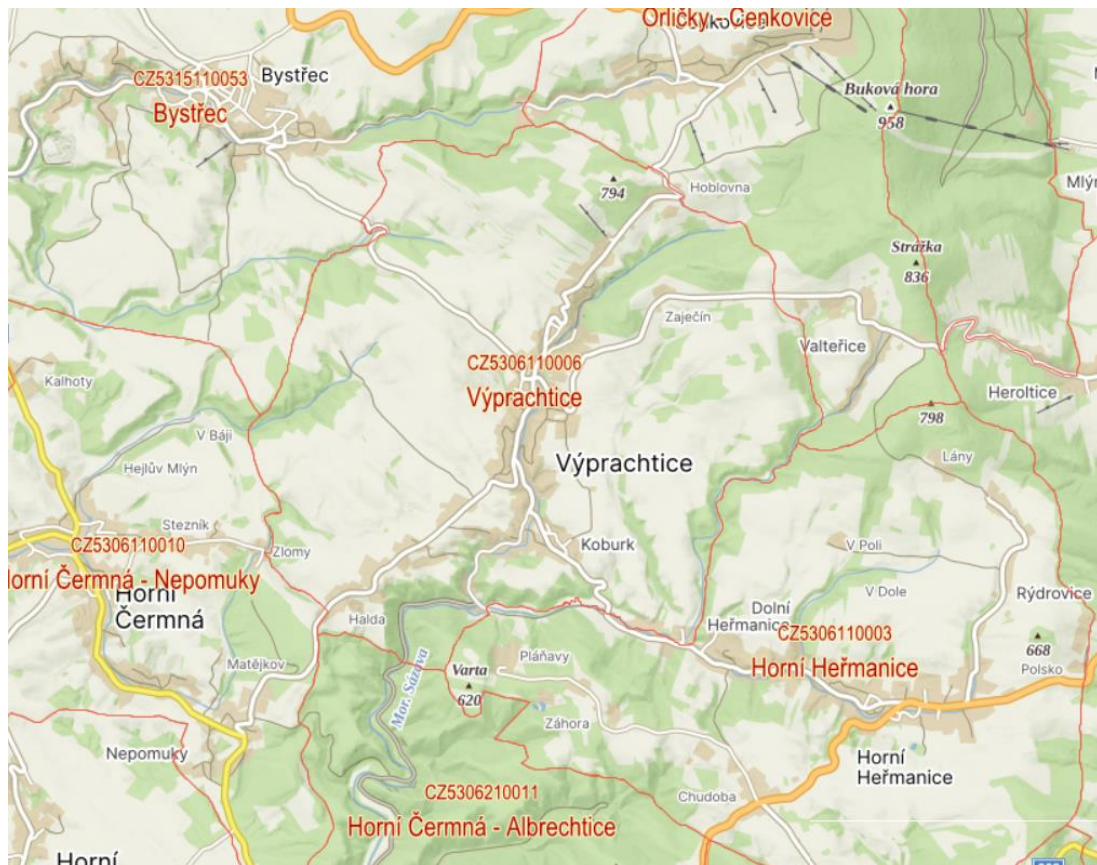 Orličky - Čenkovice
CZ5315110053
Bystřec
Bystřec
Buková hora
958
Mlýn
794
Hoblovna
Strážka
836
Zaječín
Valteřice
CZ5306110006
Výprachtice
Heroltice
Kalhoty
798
V Báji
Lány
Hejlův Mlýn
Výprachtice
Stezník
CZ5306110010
Zlomy
Koburk
V Poli
Horní Čermná - Nepomuky
Horní
Čermná
V Dole
Rýdrovice
Halda
Dolní
Heřmanice
CZ5306110003
668
Matějkov
Varta
Pláňavy
Horní Heřmanice
Polsko
620
Mor. Sázava
Záhora
Nepomuky
Horní
Heřmanice
CZ5306210011
Chudoba
Horní Čermná - Albrechtice
Horní